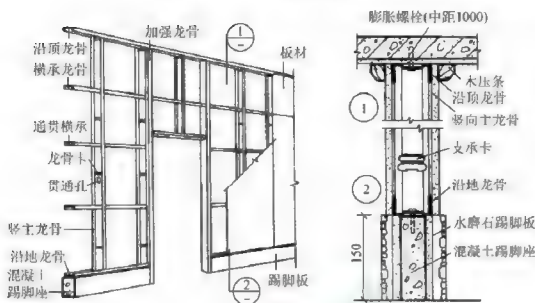 加强龙骨
沿顶龙骨
横承龙骨
通贯横承
龙骨卡
贯通孔
竖主龙骨
沿地龙骨
混凝土
踢脚座
1
板材
2
踢脚板
膨胀螺栓(中距1000)
木压条
沿顶龙骨
竖向主龙骨
1
支承卡
2
沿地龙骨
水磨石踢脚板
混凝土踢脚座
150